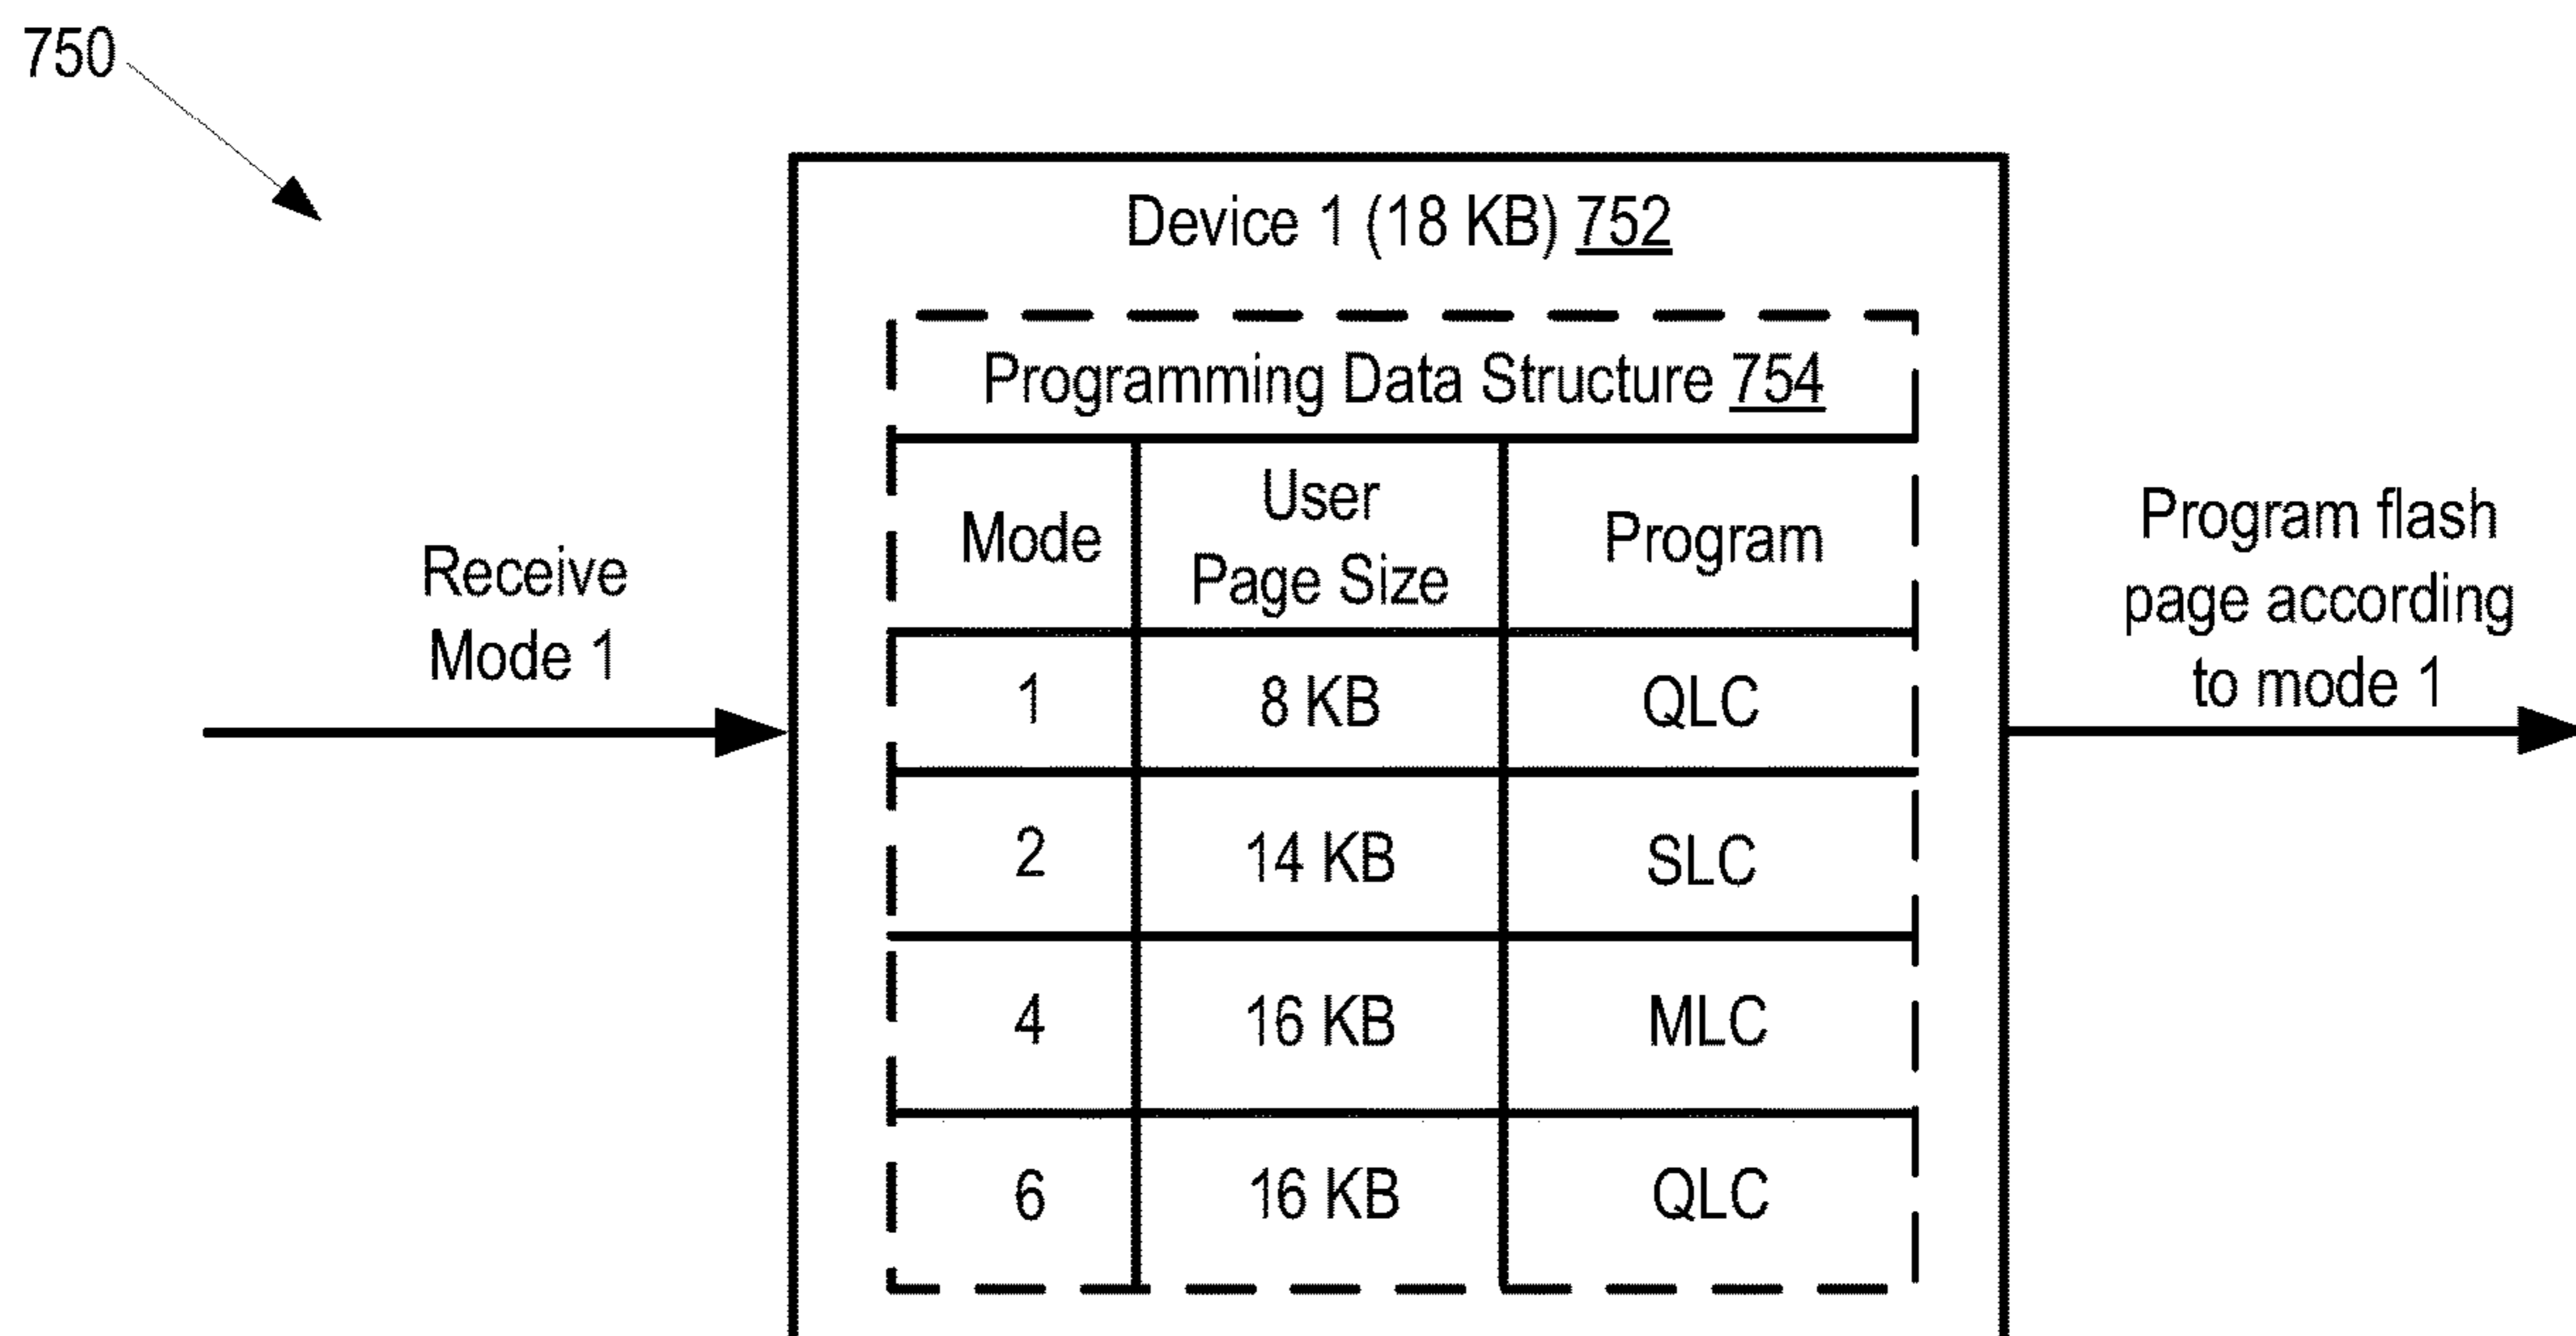 750
Device 1 (18 KB) 752
Programming Data Structure 754
Mode
User
Page Size
Program
1 8 KB QLC
2 14 KB SLC
4 16 KB MLC
6 16 KB QLC
Receive
Mode 1
Program flash
page according
to mode 1